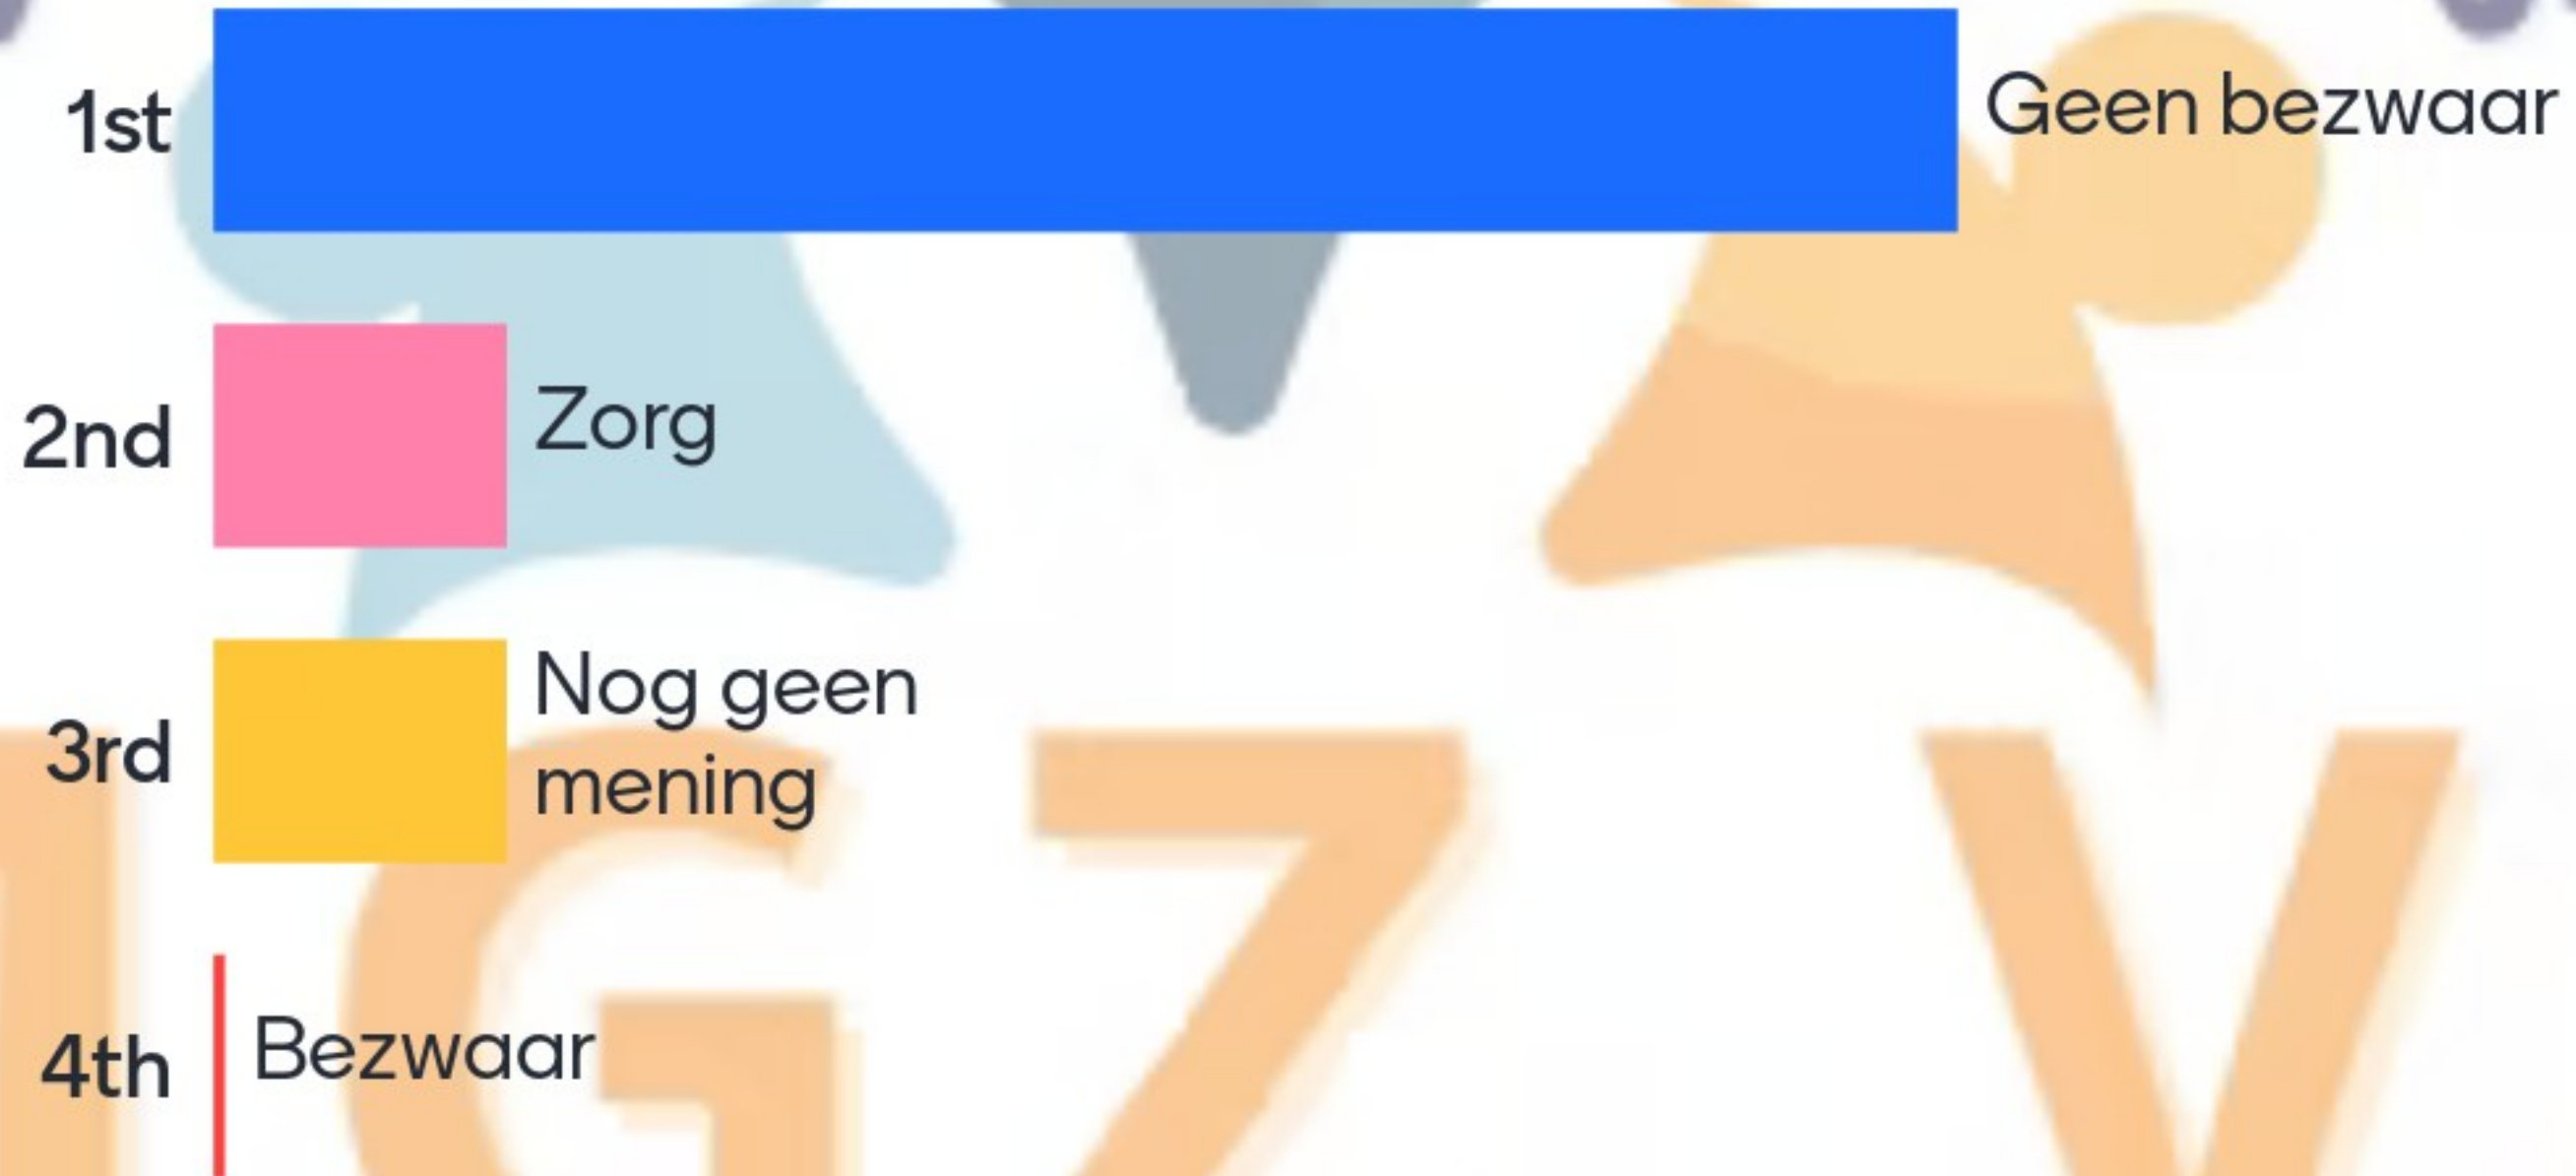 1st Geen bezwaar
2nd Zorg
3rd Nog geen
mening
4th Bezwaar
G Z V